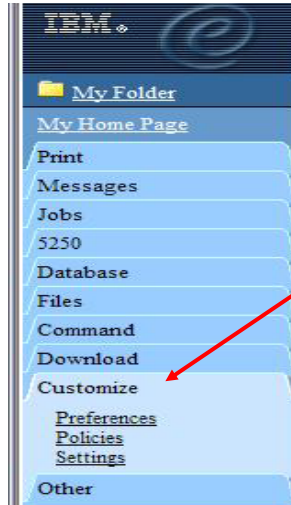 IBM®
My Folder
My Home Page
Print
Messages
Jobs
5250
Database
Files
Command
Download
Customize
Preferences
Policies
Settings
Other